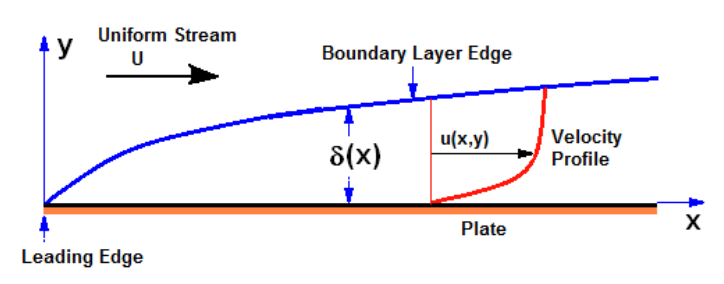 Uniform Stream
U
y
Boundary Layer Edge
δ(x)
u(x,y)
Velocity
Profile
x
Plate
Leading Edge